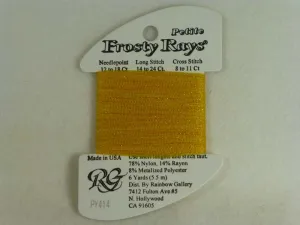 Petite
Frosty Rays®
Needlepoint Long Stitch Cross Stitch
12 to 18 Ct. 14 to 24 Ct. 8 to 11 Ct
Made in USA
78% Nylon, 14% Rayon
8% Metalized Polyester
6 Yards (5.5 m)
RG
Dist. By Rainbow Gallery
7412 Fulton Ave #5
N. Hollywood
CA 91605